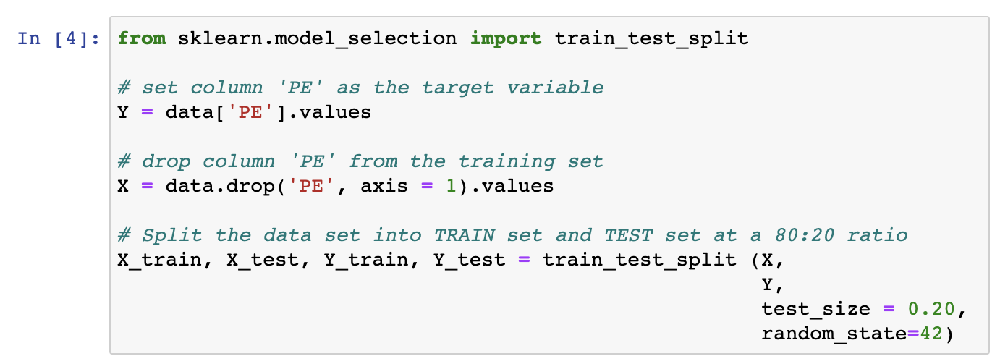 In [4]: from sklearn.model_selection import train_test_split
# set column 'PE' as the target variable
Y = data['PE'].values
# drop column 'PE' from the training set
X = data.drop('PE', axis = 1).values
# Split the data set into TRAIN set and TEST set at a 80:20 ratio
X_train, X_test, Y_train, Y_test = train_test_split (X,
Y,
test_size = 0.20,
random_state=42)